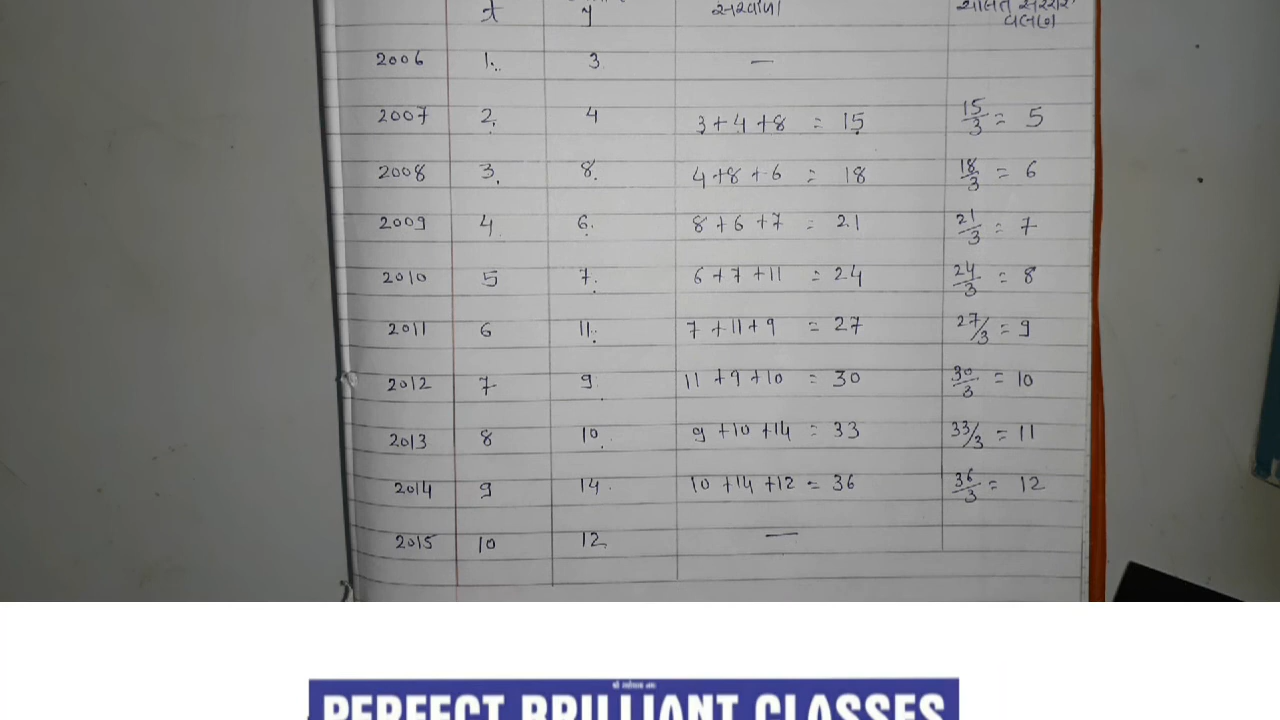 t y સરવાળા ચલિત સરેરાશ
વલણ
2006 1. 3 —
2007 2. 4 3+4+8 = 15 15/3 = 5
2008 3. 8. 4+8+6 = 18 18/3 = 6
2009 4 6. 8+6+7 = 21 21/3 = 7
2010 5 7. 6+7+11 = 24 24/3 = 8
2011 6 11. 7+11+9 = 27 27/3 = 9
2012 7 9 11+9+10 = 30 30/3 = 10
2013 8 10 9+10+14 = 33 33/3 = 11
2014 9 14 10+14+12 = 36 36/3 = 12
2015 10 12 —
PERFECT BRILLIANT CLASSES